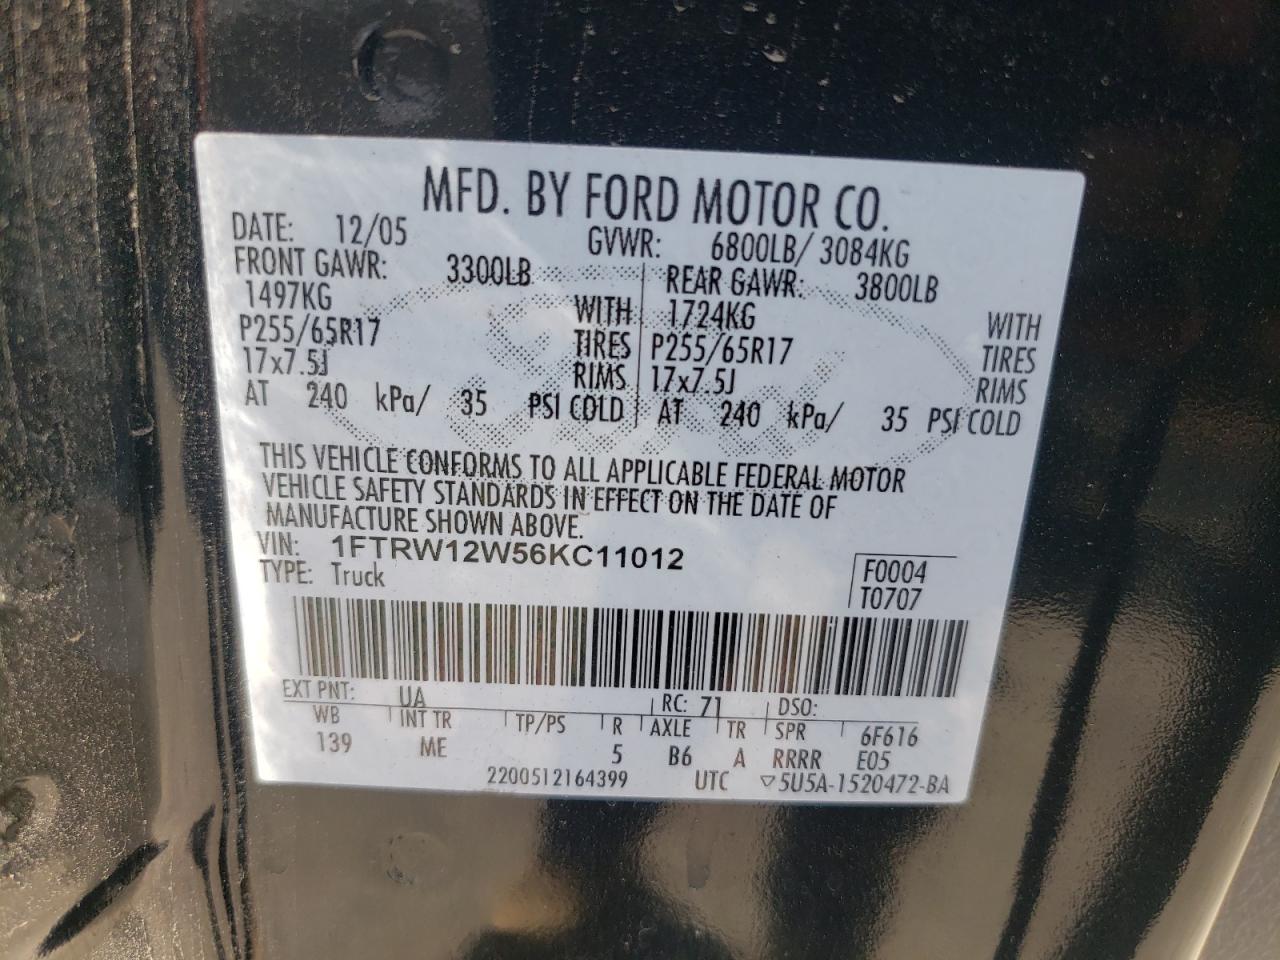 MFD. BY FORD MOTOR CO.
DATE: 12/05 GVWR: 6800LB/ 3084KG
FRONT GAWR: 3300LB REAR GAWR: 3800LB
1497KG WITH 1724KG WITH
P255/65R17 TIRES P255/65R17 TIRES
17x7.5J RIMS 17x7.5J RIMS
AT 240 kPa/ 35 PSI COLD AT 240 kPa/ 35 PSI COLD
THIS VEHICLE CONFORMS TO ALL APPLICABLE FEDERAL MOTOR
VEHICLE SAFETY STANDARDS IN EFFECT ON THE DATE OF
MANUFACTURE SHOWN ABOVE.
VIN: 1FTRW12W56KC11012
TYPE: Truck
F0004
T0707
EXT PNT: UA RC: 71 DSO:
WB INT TR TP/PS R AXLE TR SPR 6F616
139 ME 5 B6 A RRRR E05
2200512164399 UTC ▽5U5A-1520472-BA